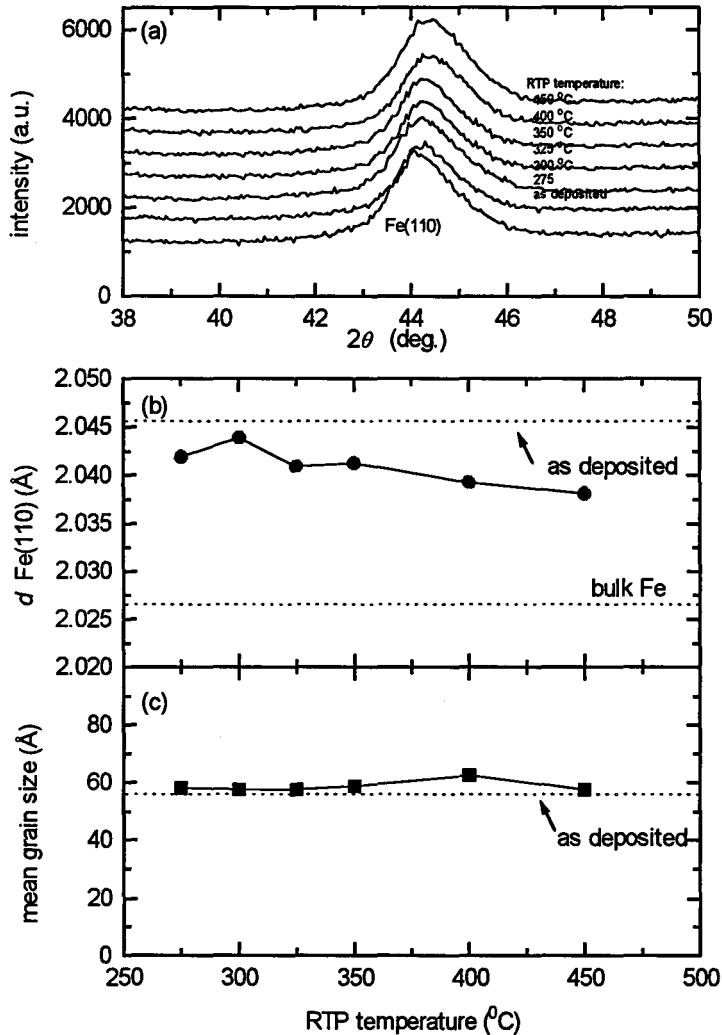 (a)
6000
4000
2000
0
intensity (a.u.)
RTP temperature:
450 °C
400 °C
350 °C
325 °C
300 °C
275
as deposited
Fe(110)
38
40
42
44
46
48
50
2θ (deg.)
(b)
2.050
2.045
2.040
2.035
2.030
2.025
2.020
d Fe(110) (Å)
as deposited
bulk Fe
(c)
80
60
40
20
0
mean grain size (Å)
as deposited
250
300
350
400
450
500
RTP temperature (⁰C)